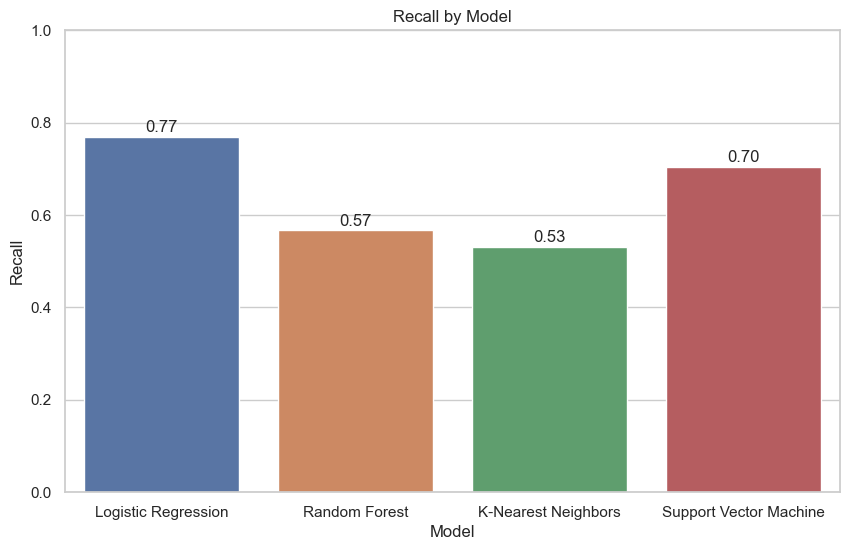 Recall by Model
1.0
0.8
0.6
0.4
0.2
0.0
Recall
0.77
0.57
0.53
0.70
Logistic Regression
Random Forest
K-Nearest Neighbors
Support Vector Machine
Model